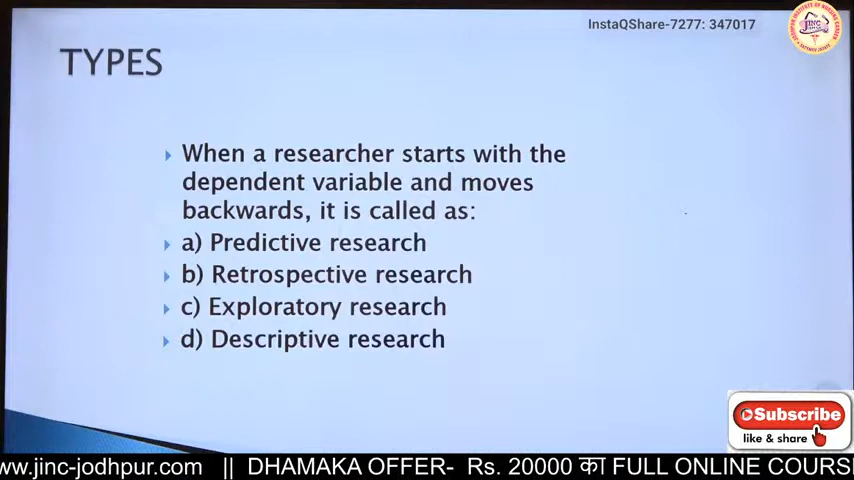 InstaQShare-7277: 347017
JINC
TYPES
When a researcher starts with the
dependent variable and moves
backwards, it is called as:
a) Predictive research
b) Retrospective research
c) Exploratory research
d) Descriptive research
Subscribe
like & share
www.jinc-jodhpur.com || DHAMAKA OFFER- Rs. 20000 का FULL ONLINE COURS